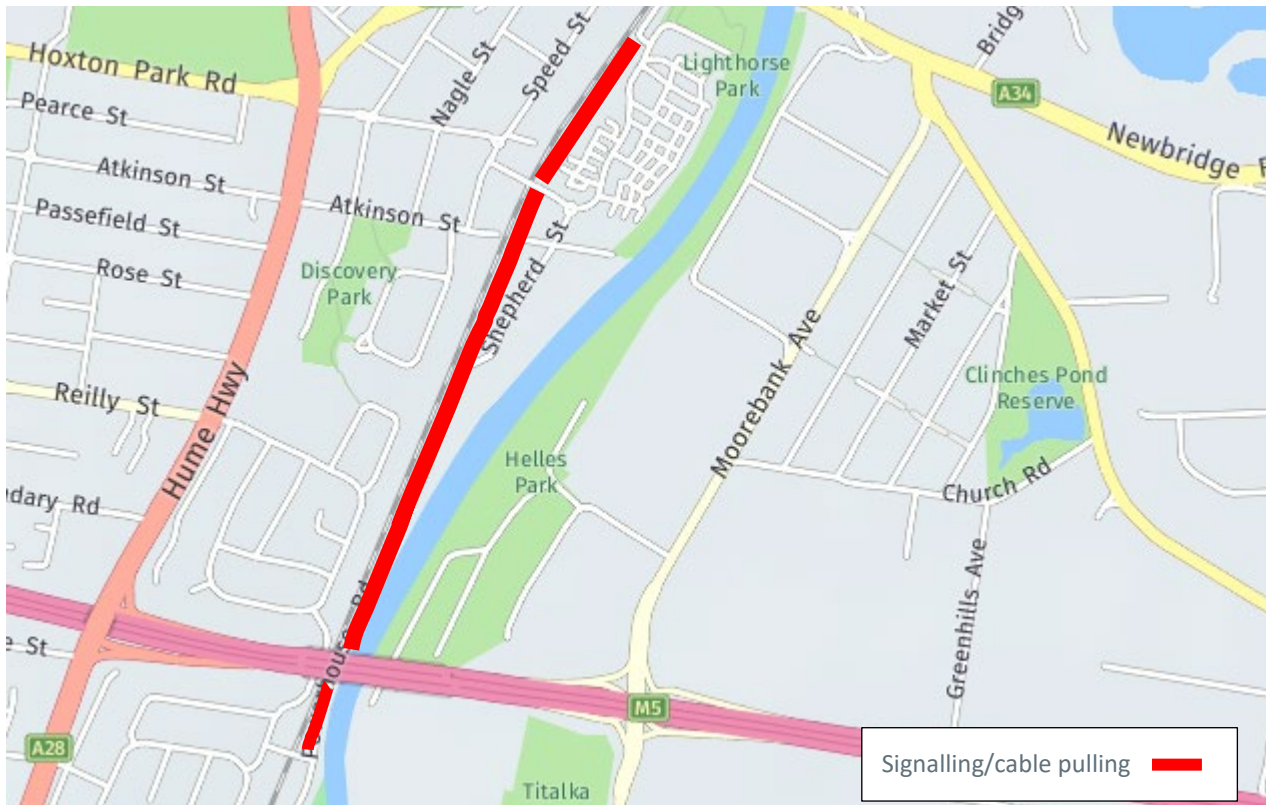 Hoxton Park Rd
Pearce St
Nagle St
Speed St
Lighthorse
Park
Bridg
A34
Newbridge
Atkinson St
Atkinson St
Passefield St
Rose St
Discovery
Park
Shepherd St
Market St
Moorebank Ave
Clinches Pond
Reserve
Reilly St
Hume Hwy
Helles
Park
Church Rd
dary Rd
Greenhills Ave
Rd
e St
M5
A28
Titalka
Signalling/cable pulling